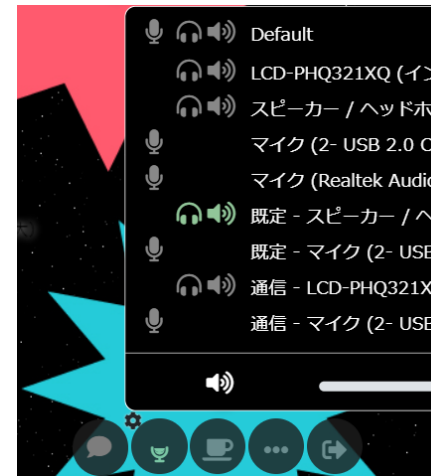 Default
LCD-PHQ321XQ (イン
スピーカー / ヘッドホ
マイク (2- USB 2.0 C
マイク (Realtek Audio
既定 - スピーカー / ヘ
既定 - マイク (2- USB
通信 - LCD-PHQ321X
通信 - マイク (2- USB